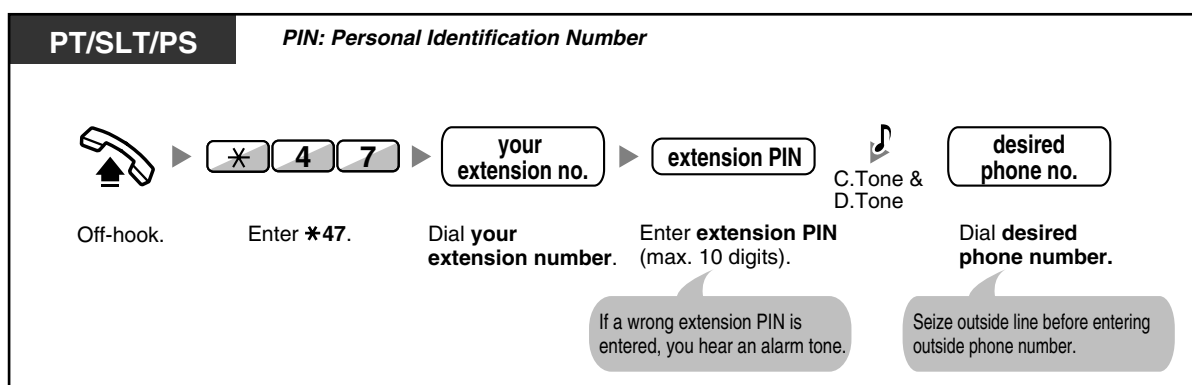 PT/SLT/PS
PIN: Personal Identification Number
✳ 4 7
your
extension no.
extension PIN
C.Tone &
D.Tone
desired
phone no.
Off-hook.
Enter ✳47.
Dial your
extension number.
Enter extension PIN
(max. 10 digits).
Dial desired
phone number.
If a wrong extension PIN is
entered, you hear an alarm tone.
Seize outside line before entering
outside phone number.